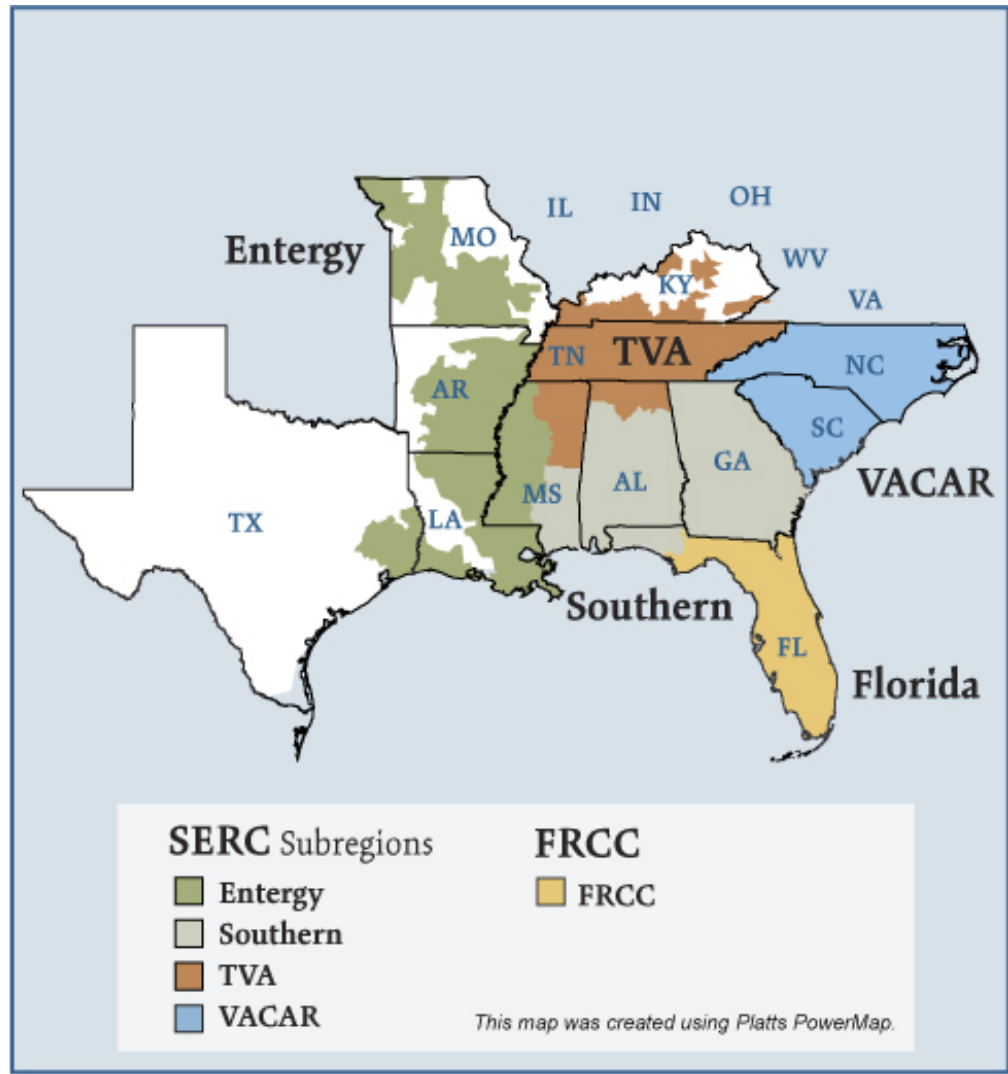 IL
IN
OH
MO
Entergy
WV
KY
VA
TN
TVA
NC
AR
SC
GA
AL
MS
VACAR
TX
LA
Southern
FL
Florida
SERC Subregions
Entergy
Southern
TVA
VACAR
FRCC
FRCC
This map was created using Platts PowerMap.